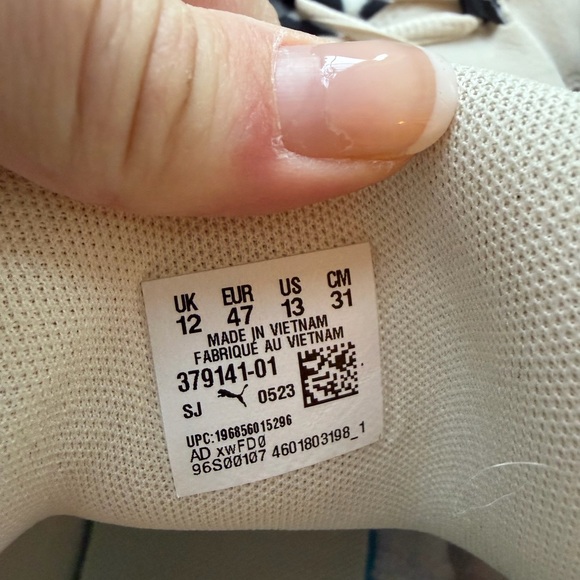 UK EUR US CM
12 47 13 31
MADE IN VIETNAM
FABRIQUÉ AU VIETNAM
379141-01
SJ 0523
UPC:196856015296
AD xwFD0
96S00107 4601803198_1